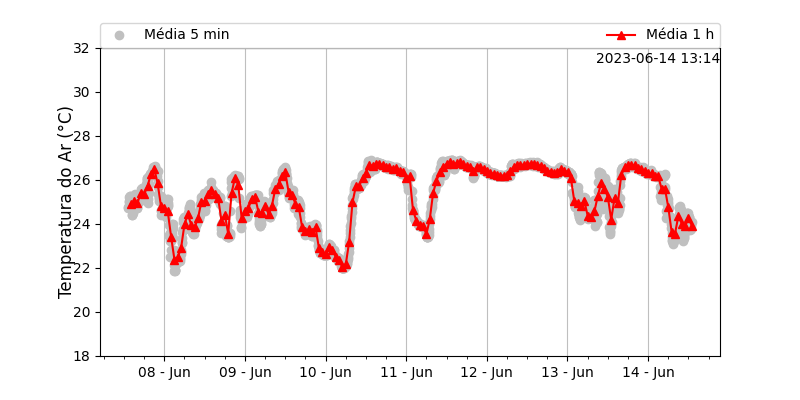 Média 5 min
Média 1 h
2023-06-14 13:14
Temperatura do Ar (°C)
32
30
28
26
24
22
20
18
08 - Jun
09 - Jun
10 - Jun
11 - Jun
12 - Jun
13 - Jun
14 - Jun